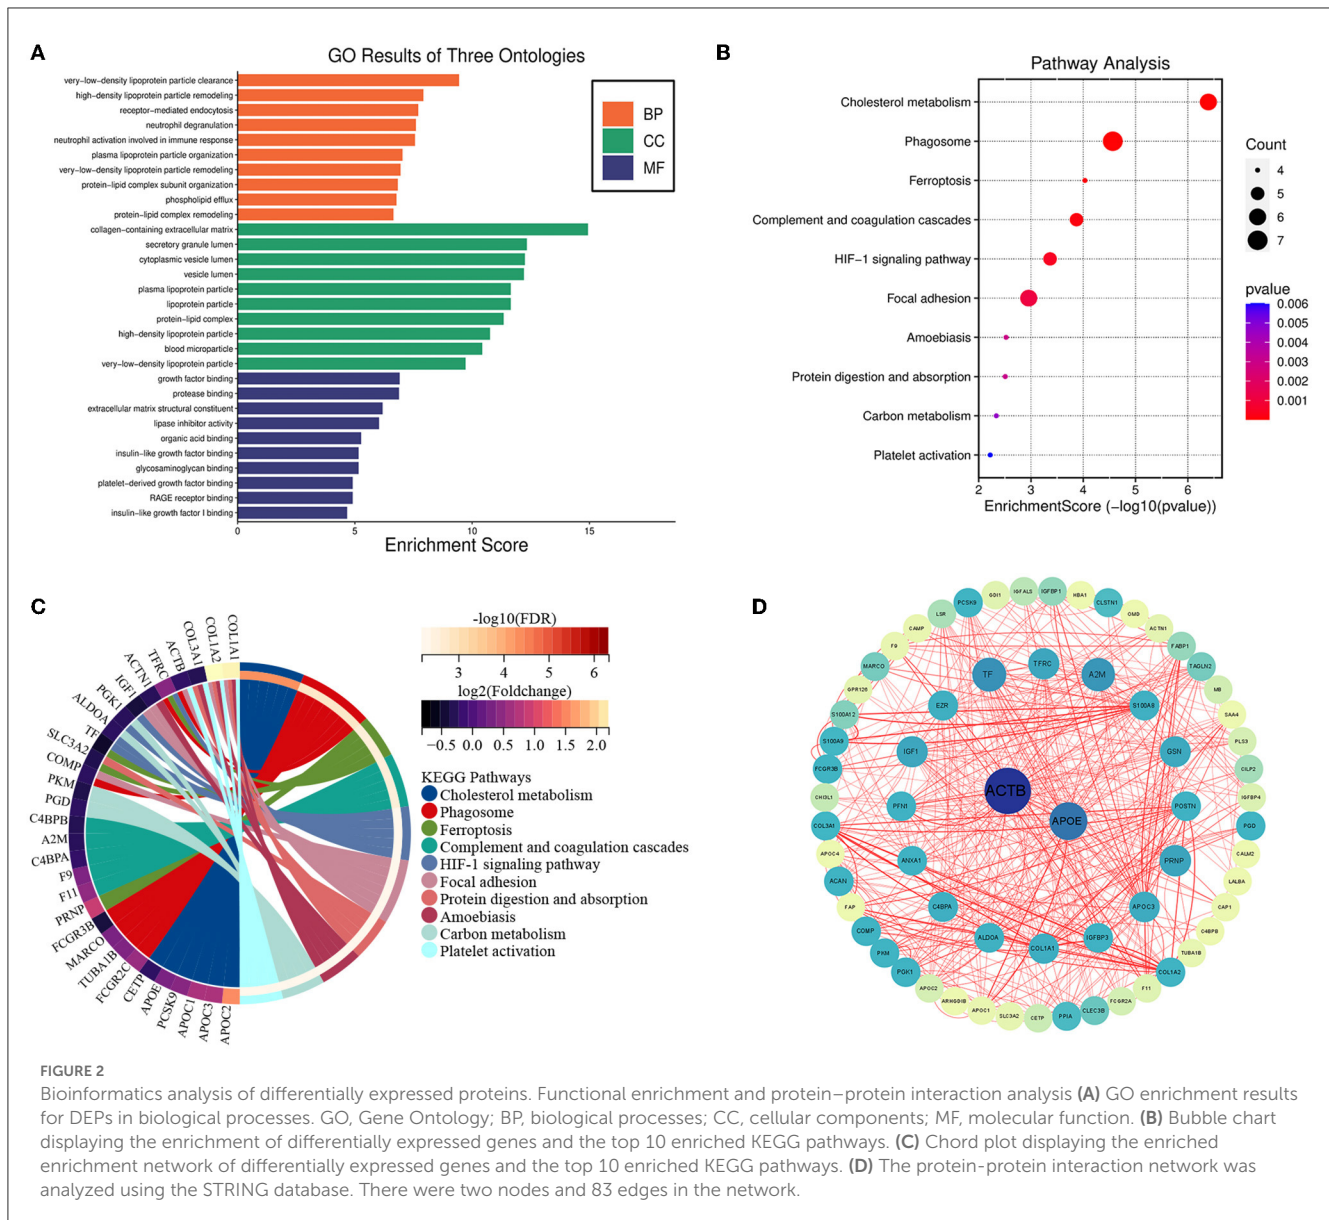 A
GO Results of Three Ontologies
very−low−density lipoprotein particle clearance
high−density lipoprotein particle remodeling
receptor−mediated endocytosis
neutrophil degranulation
neutrophil activation involved in immune response
plasma lipoprotein particle organization
very−low−density lipoprotein particle remodeling
protein−lipid complex subunit organization
phospholipid efflux
protein−lipid complex remodeling
collagen−containing extracellular matrix
secretory granule lumen
cytoplasmic vesicle lumen
vesicle lumen
plasma lipoprotein particle
lipoprotein particle
protein−lipid complex
high−density lipoprotein particle
blood microparticle
very−low−density lipoprotein particle
growth factor binding
protease binding
extracellular matrix structural constituent
lipase inhibitor activity
organic acid binding
insulin−like growth factor binding
glycosaminoglycan binding
platelet−derived growth factor binding
RAGE receptor binding
insulin−like growth factor I binding
0 5 10 15
Enrichment Score
BP
CC
MF
B
Pathway Analysis
Cholesterol metabolism
Phagosome
Ferroptosis
Complement and coagulation cascades
HIF−1 signaling pathway
Focal adhesion
Amoebiasis
Protein digestion and absorption
Carbon metabolism
Platelet activation
2 3 4 5 6
EnrichmentScore (−log10(pvalue))
Count
4
5
6
7
pvalue
0.006
0.005
0.004
0.003
0.002
0.001
C
COL1A1
COL1A2
COL3A1
ACTB
TFRC
ACTN1
IGF1
PGK1
ALDOA
TF
SLC3A2
COMP
PKM
PGD
C4BPB
A2M
C4BPA
F9
F11
PRNP
FCGR3B
MARCO
TUBA1B
FCGR2C
CETP
APOE
PCSK9
APOC1
APOC3
APOC2
-log10(FDR)
3 4 5 6
log2(Foldchange)
−0.5 0.0 0.5 1.0 1.5 2.0
KEGG Pathways
Cholesterol metabolism
Phagosome
Ferroptosis
Complement and coagulation cascades
HIF-1 signaling pathway
Focal adhesion
Protein digestion and absorption
Amoebiasis
Carbon metabolism
Platelet activation
D
PCSK9
GDI1
IGFALS
IGFBP1
HBA1
CLSTN1
OMD
ACTN1
FABP1
TAGLN2
MB
SAA4
PLS3
CILP2
IGFBP4
PGD
CALM2
LALBA
CAP1
C4BPB
TUBA1B
COL1A2
F11
FCGR2A
CLEC3B
PPIA
CETP
SLC3A2
APOC1
ARHGDIB
APOC2
PGK1
PKM
COMP
FAP
ACAN
APOC4
COL3A1
CHI3L1
FCGR3B
S100A9
S100A12
GPR126
MARCO
F9
CAMP
LSR
TF
TFRC
A2M
S100A8
GSN
POSTN
PRNP
APOC3
IGFBP3
COL1A1
ALDOA
C4BPA
ANXA1
PFN1
IGF1
EZR
ACTB
APOE
FIGURE 2
Bioinformatics analysis of differentially expressed proteins. Functional enrichment and protein–protein interaction analysis (A) GO enrichment results
for DEPs in biological processes. GO, Gene Ontology; BP, biological processes; CC, cellular components; MF, molecular function. (B) Bubble chart
displaying the enrichment of differentially expressed genes and the top 10 enriched KEGG pathways. (C) Chord plot displaying the enriched
enrichment network of differentially expressed genes and the top 10 enriched KEGG pathways. (D) The protein-protein interaction network was
analyzed using the STRING database. There were two nodes and 83 edges in the network.